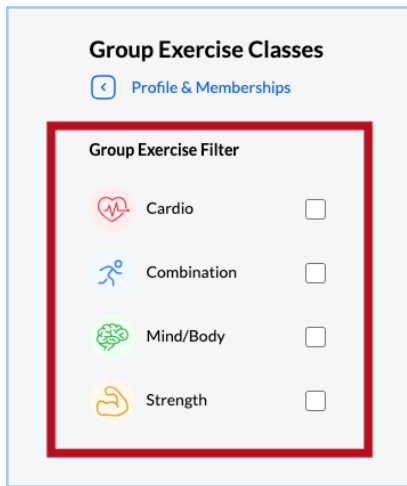 Group Exercise Classes
Profile & Memberships
Group Exercise Filter
Cardio
Combination
Mind/Body
Strength